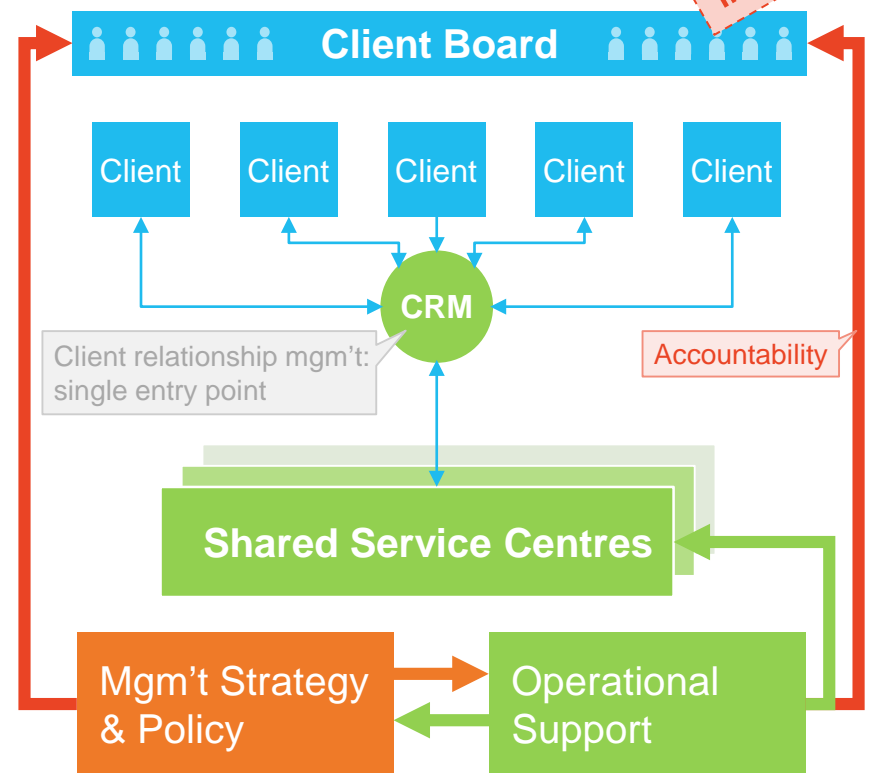 Client Board
Client
Client
Client
Client
Client
CRM
Client relationship mgm’t:
single entry point
Accountability
Shared Service Centres
Mgm’t Strategy
& Policy
Operational
Support